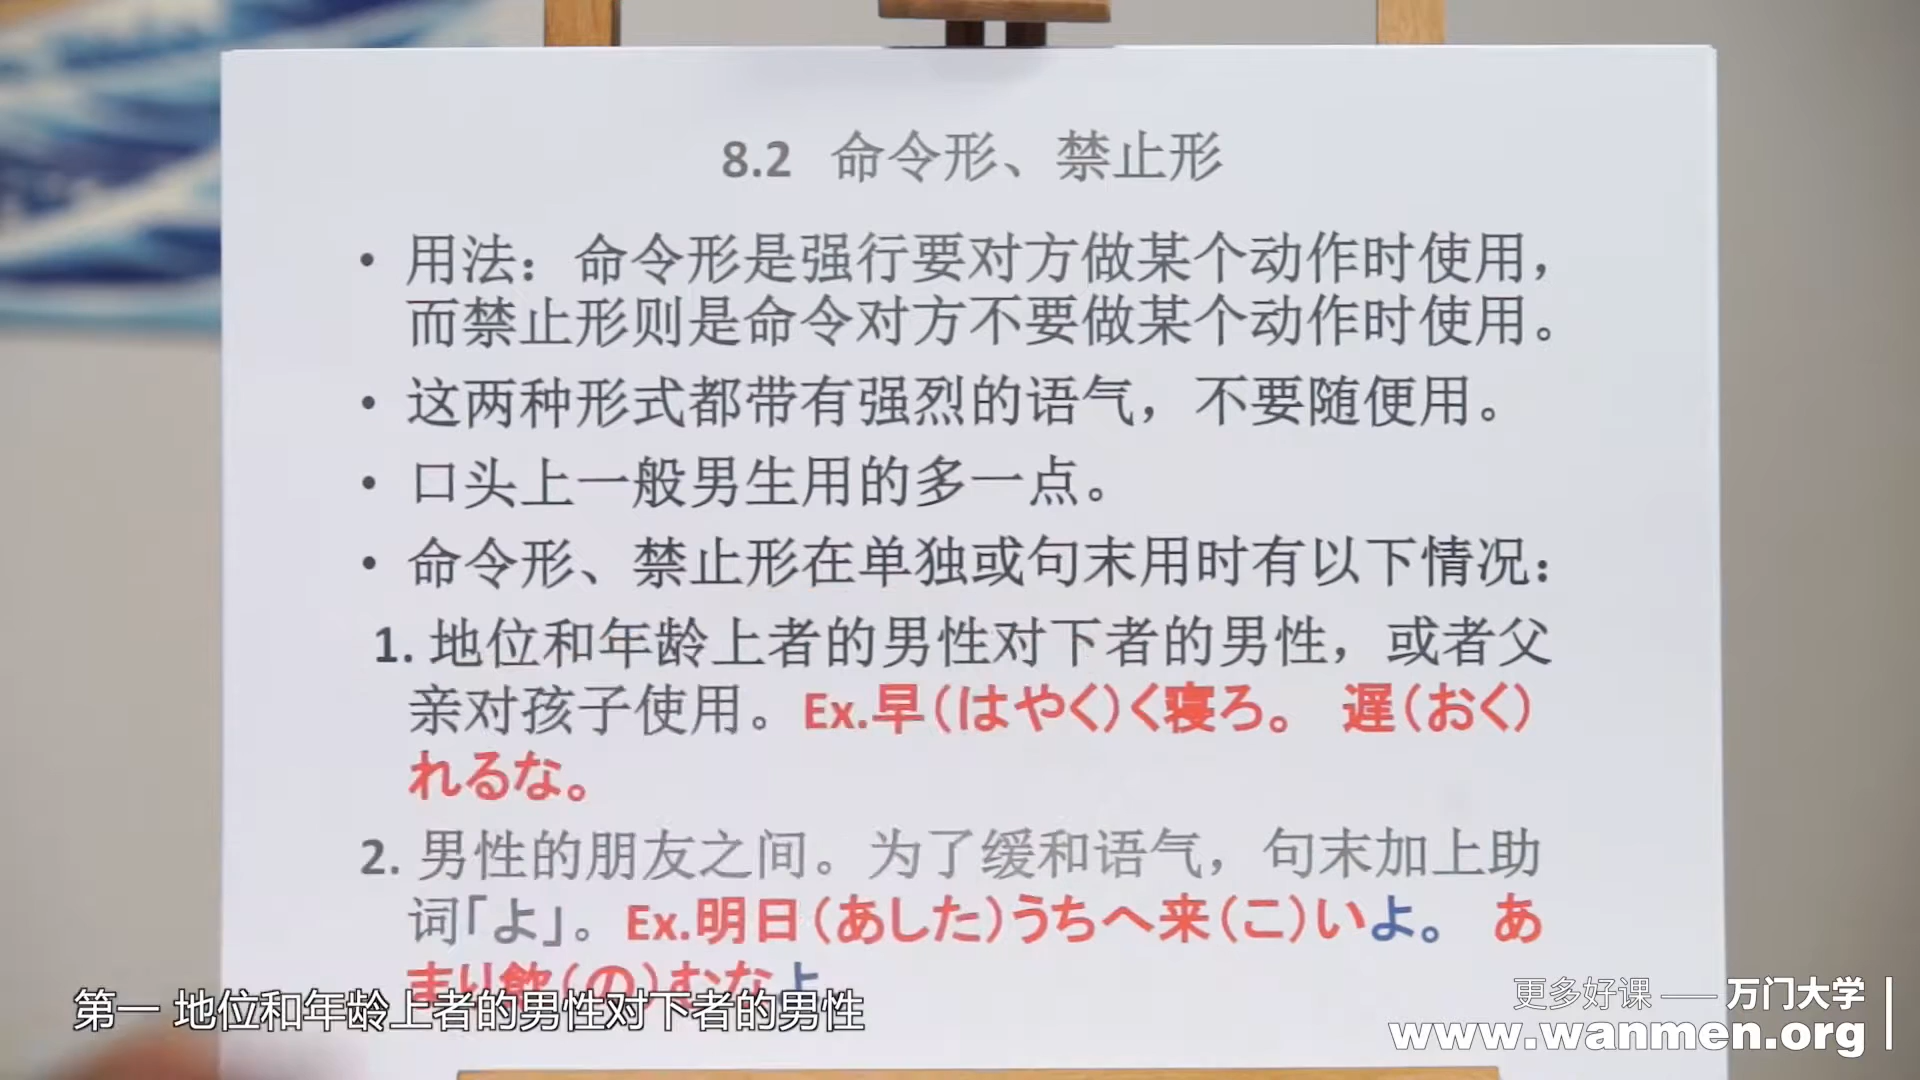 8.2 命令形、禁止形
• 用法：命令形是强行要对方做某个动作时使用，
而禁止形则是命令对方不要做某个动作时使用。
• 这两种形式都带有强烈的语气，不要随便用。
• 口头上一般男生用的多一点。
• 命令形、禁止形在单独或句末用时有以下情况：
1. 地位和年龄上者的男性对下者的男性，或者父
亲对孩子使用。Ex.早（はやく）く寝ろ。 遅（おく）
れるな。
2. 男性的朋友之间。为了缓和语气，句末加上助
词「よ」。Ex.明日（あした）うちへ来（こ）いよ。 あ
まり飲（の）むなよ
第一 地位和年龄上者的男性对下者的男性
更多好课 —— 万门大学
www.wanmen.org